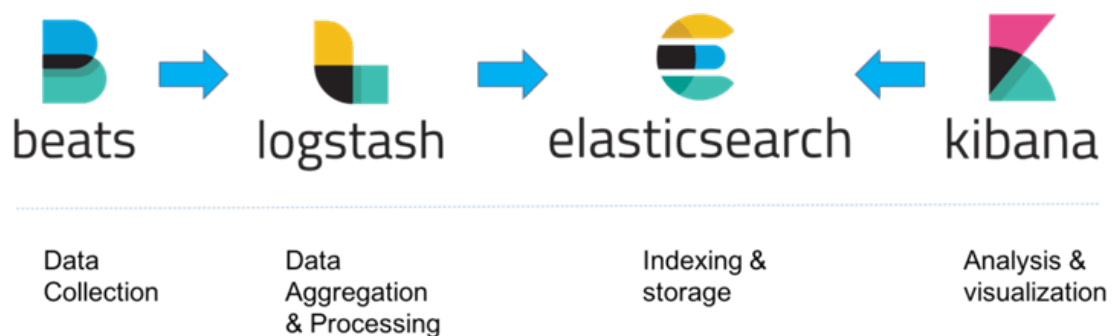 beats
logstash
elasticsearch
kibana
Data
Collection
Data
Aggregation
& Processing
Indexing &
storage
Analysis &
visualization